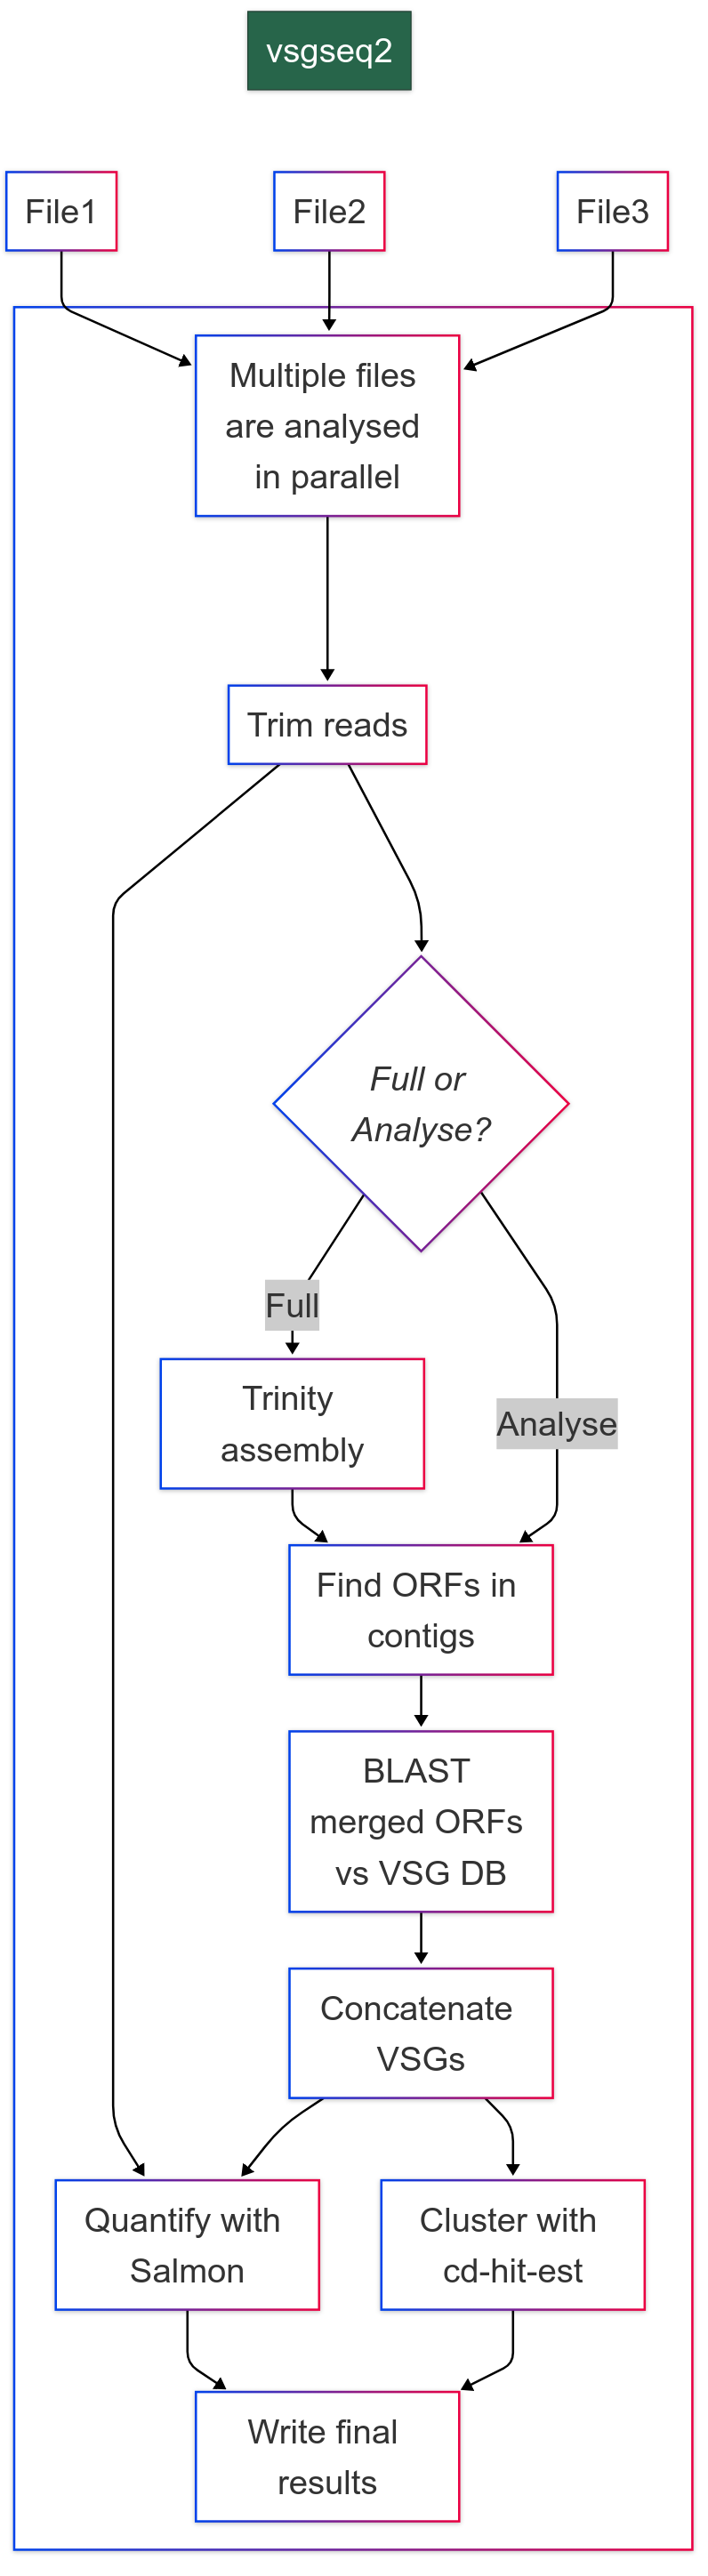 vsgseq2
File1
File2
File3
Multiple files
are analysed
in parallel
Trim reads
Full or
Analyse?
Full
Trinity
assembly
Analyse
Find ORFs in
contigs
BLAST
merged ORFs
vs VSG DB
Concatenate
VSGs
Quantify with
Salmon
Cluster with
cd-hit-est
Write final
results